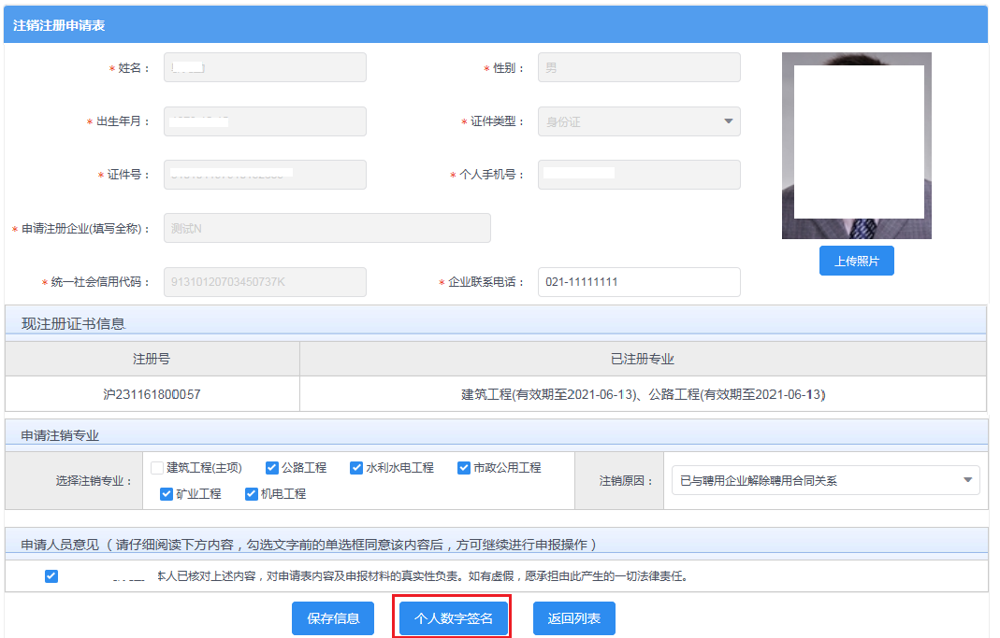 注销注册申请表
* 姓名：
* 性别： 男
* 出生年月：
* 证件类型： 身份证
* 证件号：
* 个人手机号：
* 申请注册企业(填写全称)： 测试N
上传照片
* 统一社会信用代码： 91310120703450737K
* 企业联系电话： 021-11111111
现注册证书信息
注册号 已注册专业
沪231161800057 建筑工程(有效期至2021-06-13)、公路工程(有效期至2021-06-13)
申请注销专业
选择注销专业： 建筑工程(主项) 公路工程 水利水电工程 市政公用工程
矿业工程 机电工程
注销原因： 已与聘用企业解除聘用合同关系
申请人员意见（请仔细阅读下方内容，勾选文字前的单选框同意该内容后，方可继续进行申报操作）
本人已核对上述内容，对申请表内容及申报材料的真实性负责。如有虚假，愿承担由此产生的一切法律责任。
保存信息 个人数字签名 返回列表